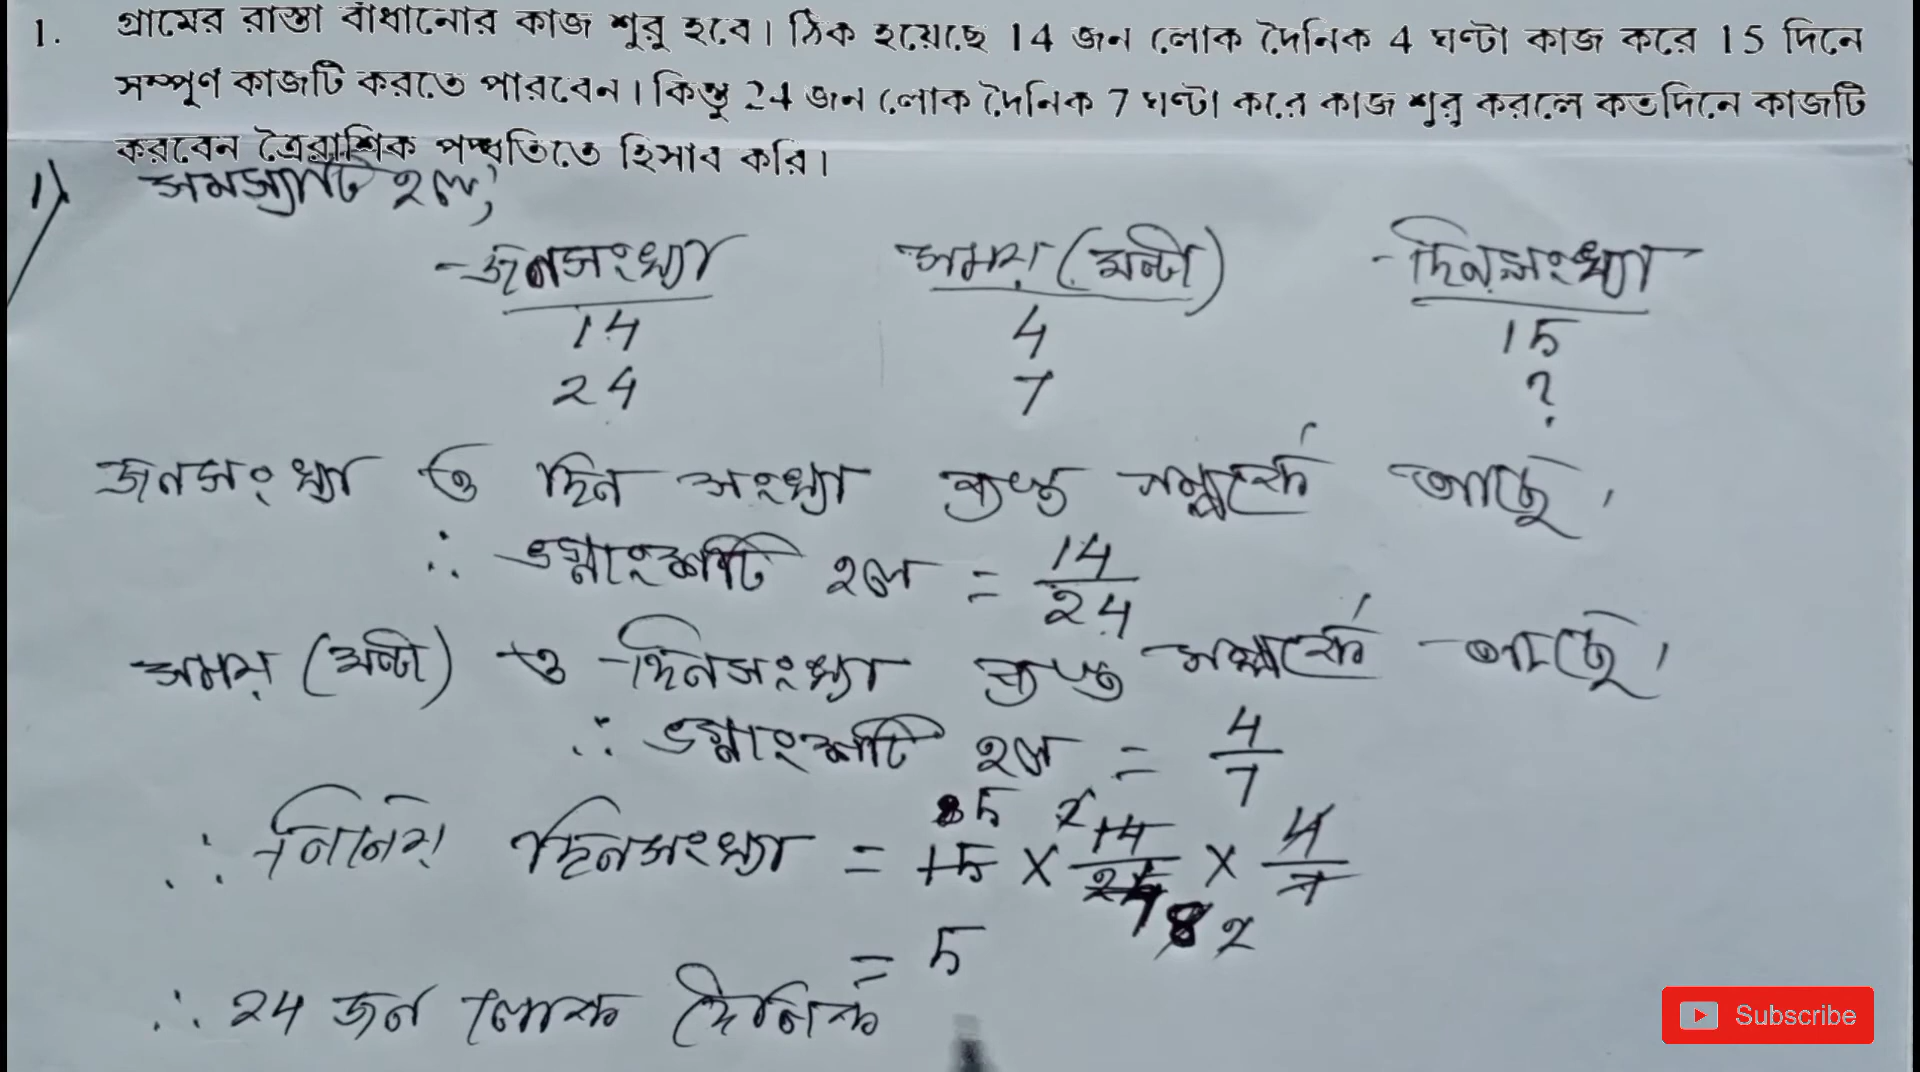 1. গ্রামের রাস্তা বাঁধানোর কাজ শুরু হবে। ঠিক হয়েছে 14 জন লোক দৈনিক 4 ঘণ্টা কাজ করে 15 দিনে
সম্পূর্ণ কাজটি করতে পারবেন। কিন্তু 24 জন লোক দৈনিক 7 ঘণ্টা করে কাজ শুরু করলে কতদিনে কাজটি
করবেন ত্রৈরাশিক পদ্ধতিতে হিসাব করি।
1) সমস্যাটি হল,
জনসংখ্যা সময় (ঘন্টা) দিনসংখ্যা
14 4 15
24 7 ?
জনসংখ্যা ও দিন সংখ্যা ব্যস্ত সম্পর্কে আছে।
∴ ভগ্নাংশটি হল = 14/24
সময় (ঘন্টা) ও দিনসংখ্যা ব্যস্ত সম্পর্কে আছে।
∴ ভগ্নাংশটি হল = 4/7
∴ নির্নেয় দিনসংখ্যা = 15 × 14/24 × 4/7
= 5
∴ 24 জন লোক দৈনিক
Subscribe